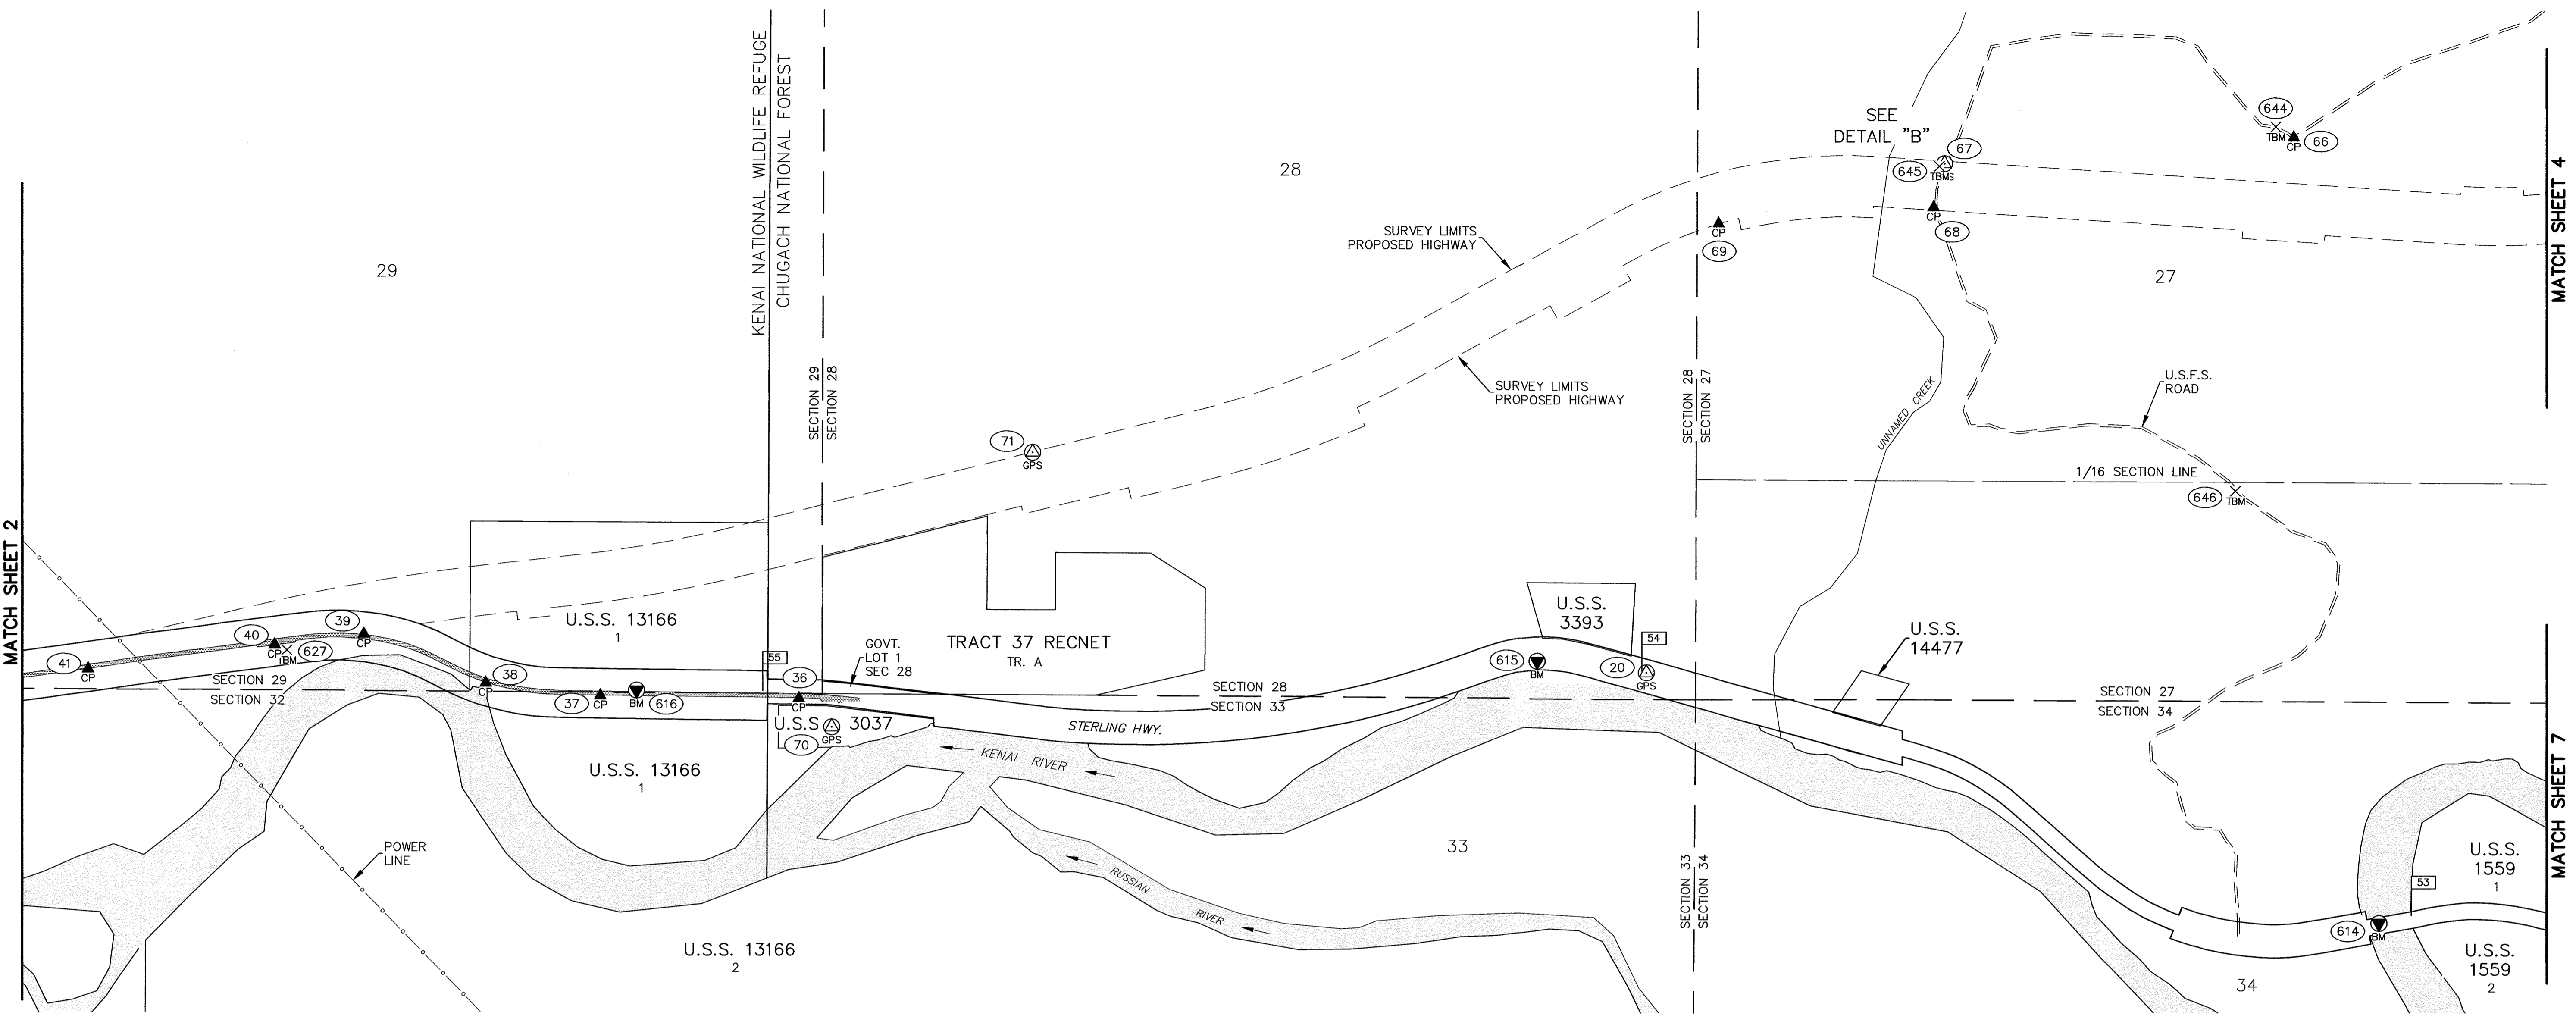 MATCH SHEET 2
29
KENAI NATIONAL WILDLIFE REFUGE
CHUGACH NATIONAL FOREST
SECTION 29
SECTION 28
28
SURVEY LIMITS
PROPOSED HIGHWAY
SURVEY LIMITS
PROPOSED HIGHWAY
71
GPS
CP
69
SECTION 28
SECTION 27
SEE
DETAIL "B"
67
645
TBMS
CP
68
644
TBM
CP
66
27
MATCH SHEET 4
UNNAMED CREEK
U.S.F.S.
ROAD
1/16 SECTION LINE
646
TBM
41
CP
40
CP
TBM
627
39
CP
38
CP
SECTION 29
SECTION 32
U.S.S. 13166
1
37
CP
BM
616
55
36
CP
GOVT.
LOT 1
SEC 28
TRACT 37 RECNET
TR. A
U.S.S. 3037
70
GPS
SECTION 28
SECTION 33
STERLING HWY.
KENAI RIVER
615
BM
U.S.S.
3393
54
20
GPS
U.S.S.
14477
SECTION 27
SECTION 34
U.S.S. 13166
1
POWER
LINE
U.S.S. 13166
2
RUSSIAN
RIVER
33
SECTION 33
SECTION 34
614
BM
53
U.S.S.
1559
1
U.S.S.
1559
2
34
MATCH SHEET 7